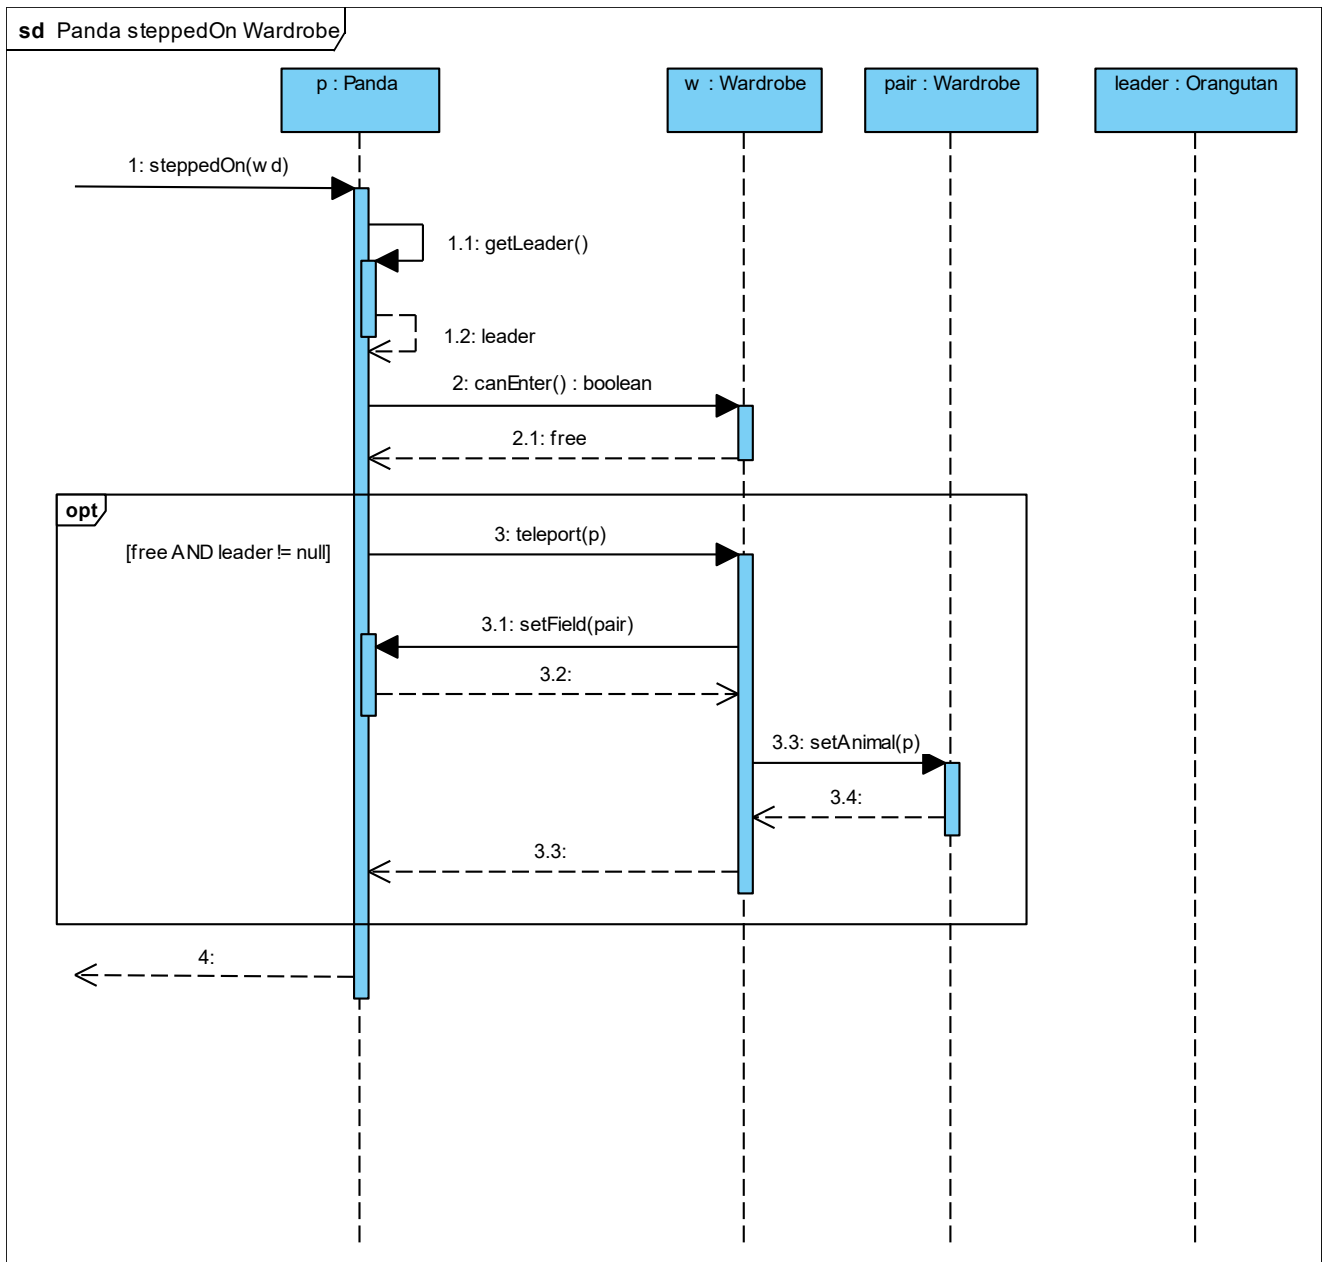 sd Panda steppedOn Wardrobe
p : Panda
w : Wardrobe
pair : Wardrobe
leader : Orangutan
1: steppedOn(w d)
1.1: getLeader()
1.2: leader
2: canEnter() : boolean
2.1: free
opt
3: teleport(p)
[free AND leader != null]
3.1: setField(pair)
3.2:
3.3: setAnimal(p)
3.4:
3.3:
4: